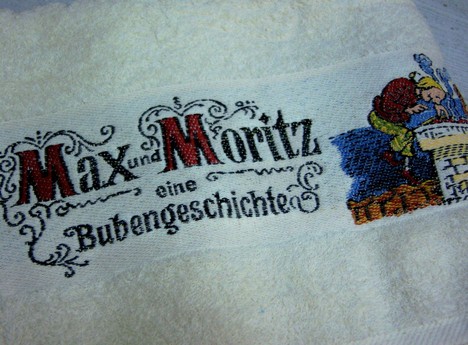 Max und Moritz
eine
Bubengeschichte